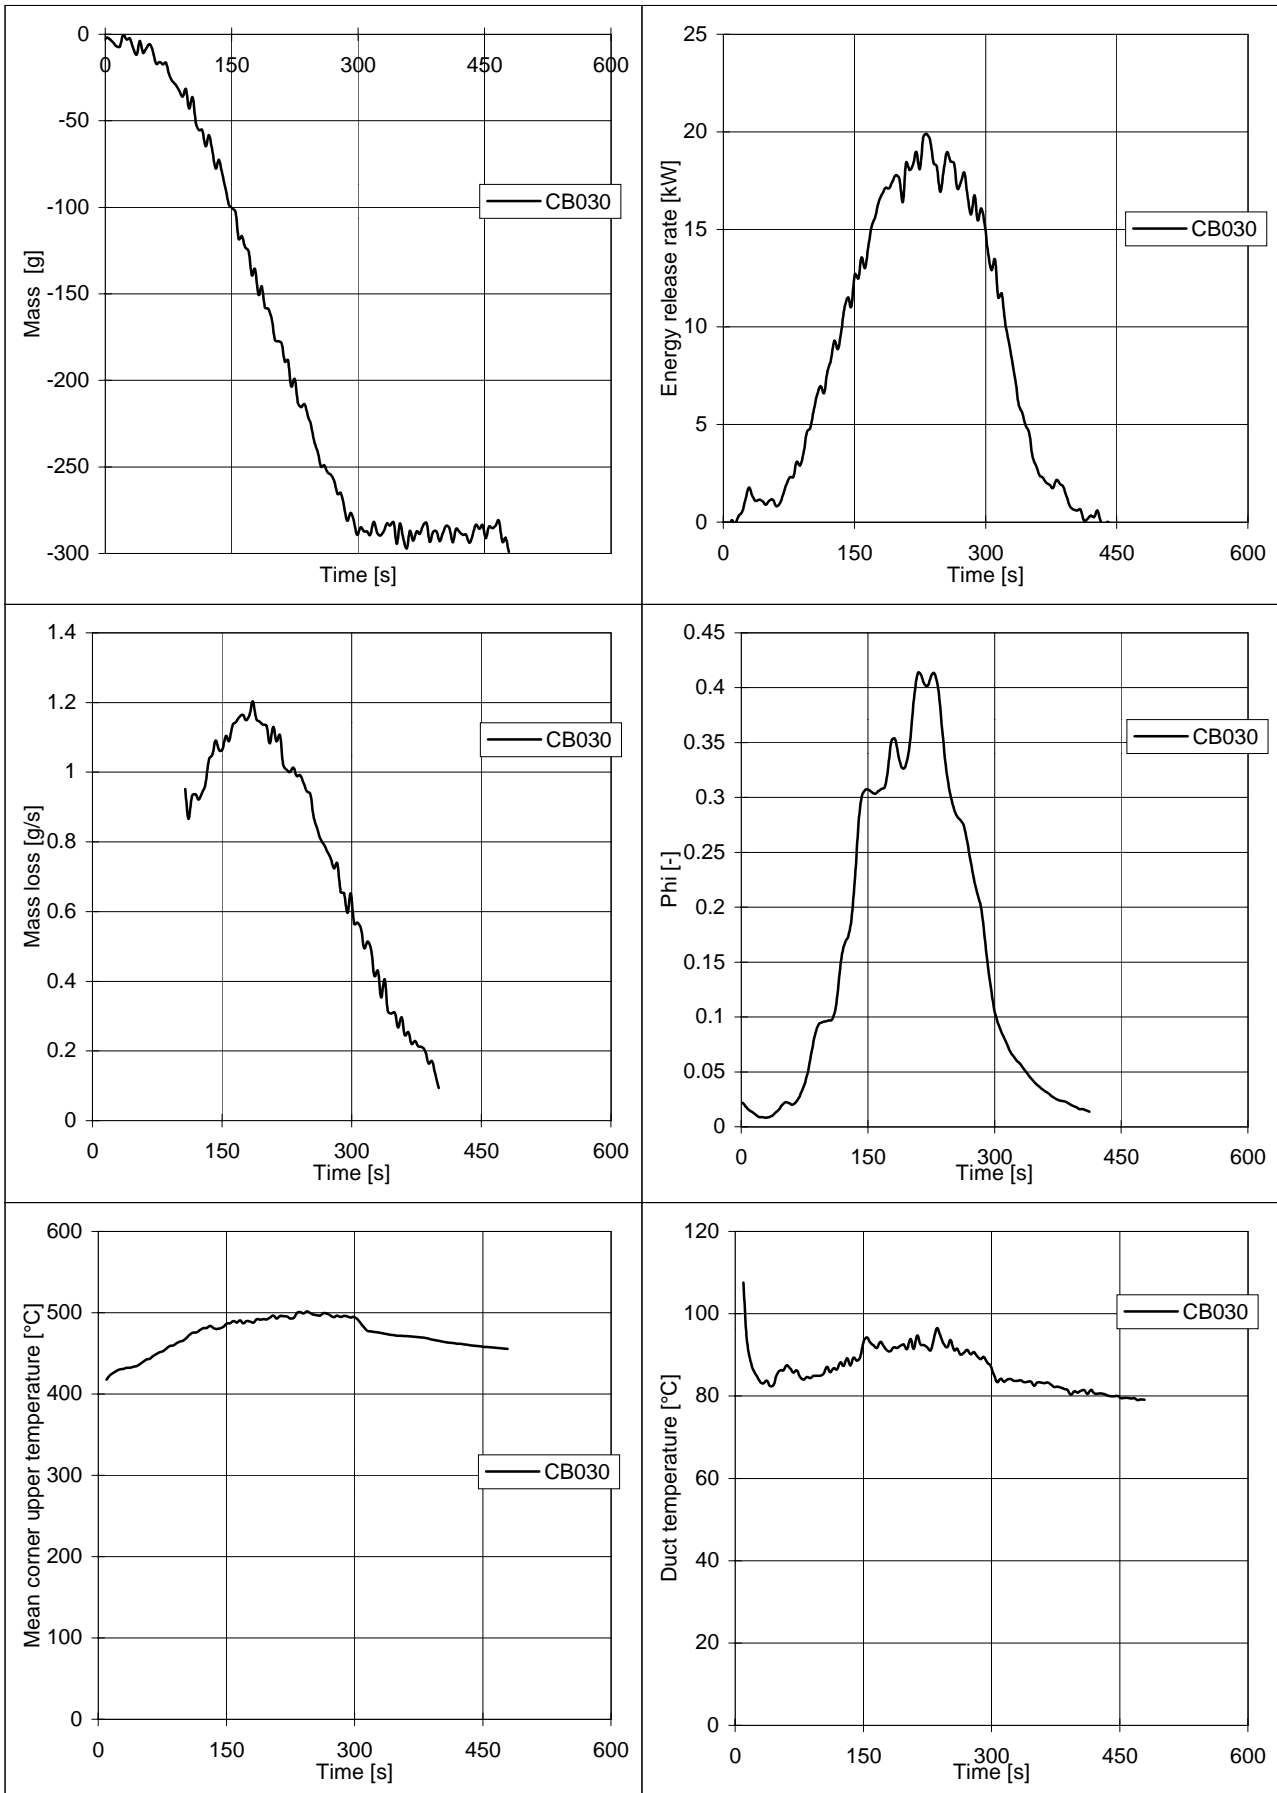 0
-50
-100
-150
-200
-250
-300
0 150 300 450 600
Mass [g]
Time [s]
CB030
25
20
15
10
5
0
0 150 300 450 600
Energy release rate [kW]
Time [s]
CB030
1.4
1.2
1
0.8
0.6
0.4
0.2
0
0 150 300 450 600
Mass loss [g/s]
Time [s]
CB030
0.45
0.4
0.35
0.3
0.25
0.2
0.15
0.1
0.05
0
0 150 300 450 600
Phi [-]
Time [s]
CB030
600
500
400
300
200
100
0
0 150 300 450 600
Mean corner upper temperature [°C]
Time [s]
CB030
120
100
80
60
40
20
0
0 150 300 450 600
Duct temperature [°C]
Time [s]
CB030